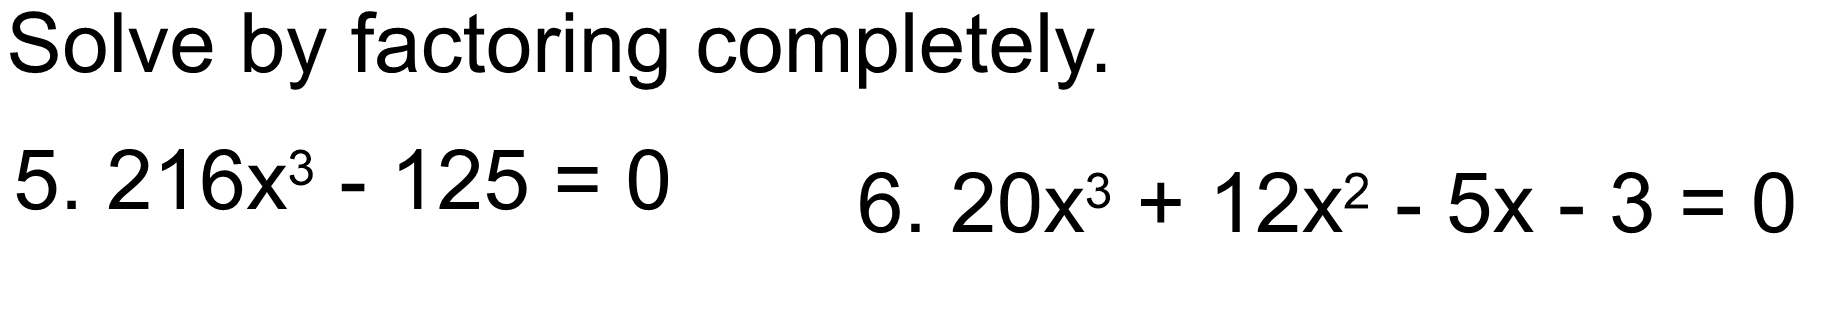 Solve by factoring completely.
5. 216x³ - 125 = 0
6. 20x³ + 12x² - 5x - 3 = 0